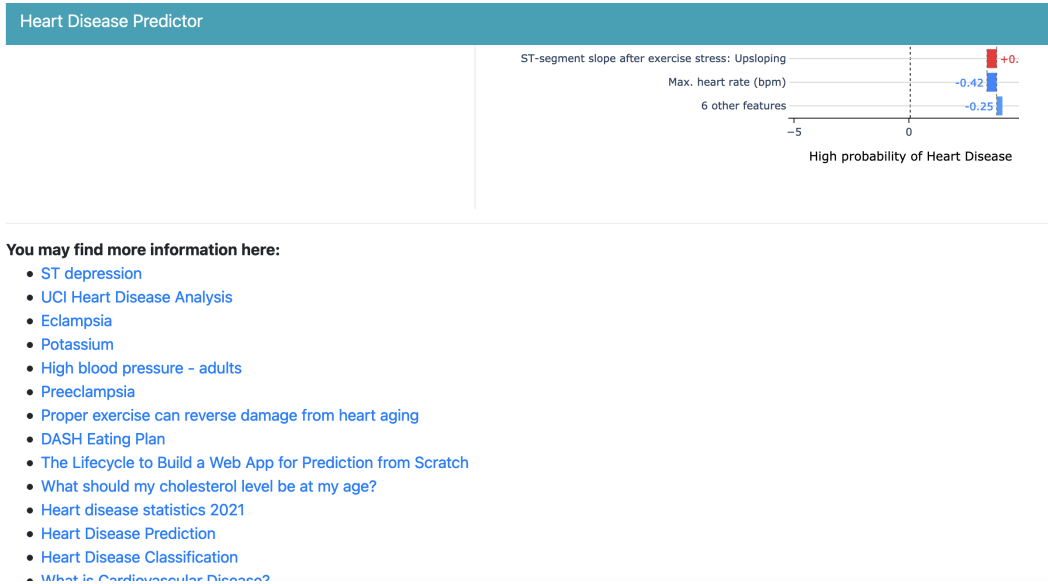 Heart Disease Predictor
ST-segment slope after exercise stress: Upsloping
+0.
Max. heart rate (bpm)
-0.42
6 other features
-0.25
−5
0
High probability of Heart Disease
You may find more information here:
• ST depression
• UCI Heart Disease Analysis
• Eclampsia
• Potassium
• High blood pressure - adults
• Preeclampsia
• Proper exercise can reverse damage from heart aging
• DASH Eating Plan
• The Lifecycle to Build a Web App for Prediction from Scratch
• What should my cholesterol level be at my age?
• Heart disease statistics 2021
• Heart Disease Prediction
• Heart Disease Classification
• What is Cardiovascular Disease?